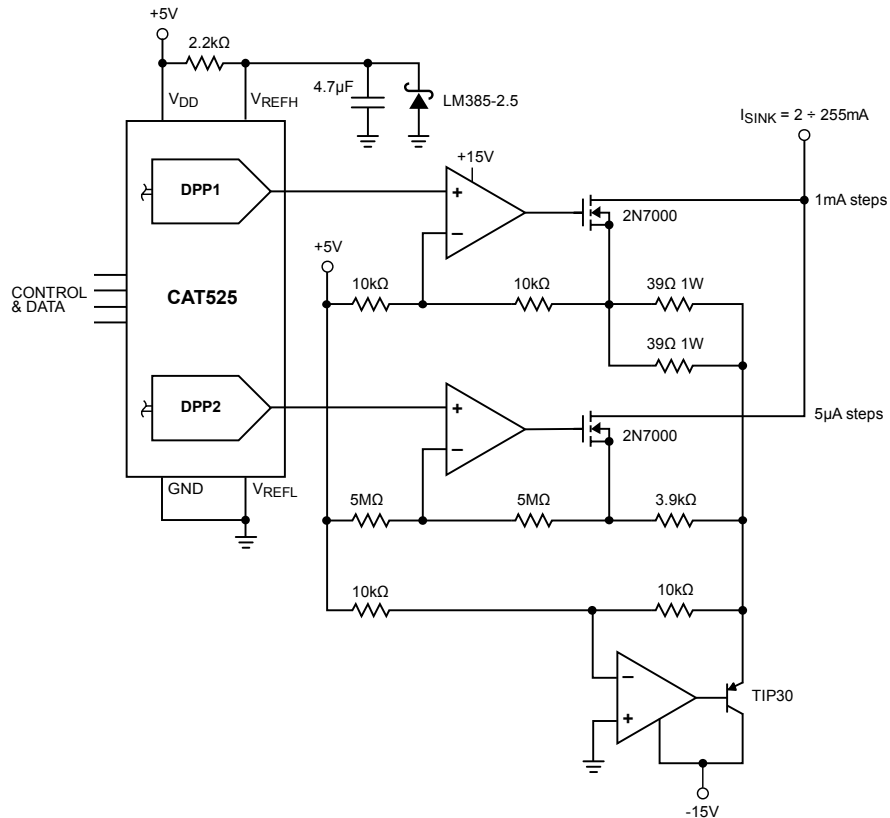 +5V
2.2kΩ
VDD
VREFH
4.7µF
LM385-2.5
ISINK = 2 ÷ 255mA
+15V
DPP1
+
−
2N7000
1mA steps
+5V
10kΩ
10kΩ
39Ω 1W
CONTROL
& DATA
CAT525
39Ω 1W
DPP2
+
−
2N7000
5µA steps
GND
VREFL
5MΩ
5MΩ
3.9kΩ
10kΩ
10kΩ
−
+
TIP30
-15V